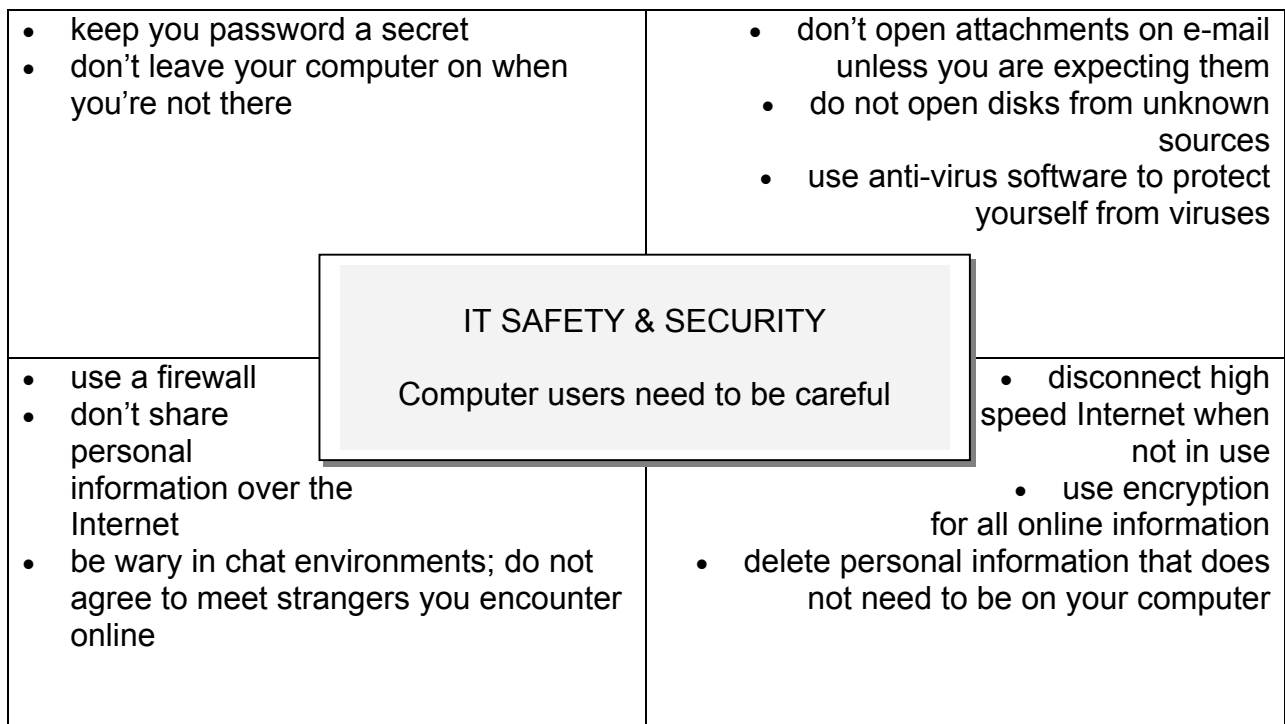 • keep you password a secret
• don’t leave your computer on when
you’re not there
• don’t open attachments on e-mail
unless you are expecting them
• do not open disks from unknown
sources
• use anti-virus software to protect
yourself from viruses
IT SAFETY & SECURITY
Computer users need to be careful
• use a firewall
• don’t share
personal
information over the
Internet
• be wary in chat environments; do not
agree to meet strangers you encounter
online
• disconnect high
speed Internet when
not in use
• use encryption
for all online information
• delete personal information that does
not need to be on your computer